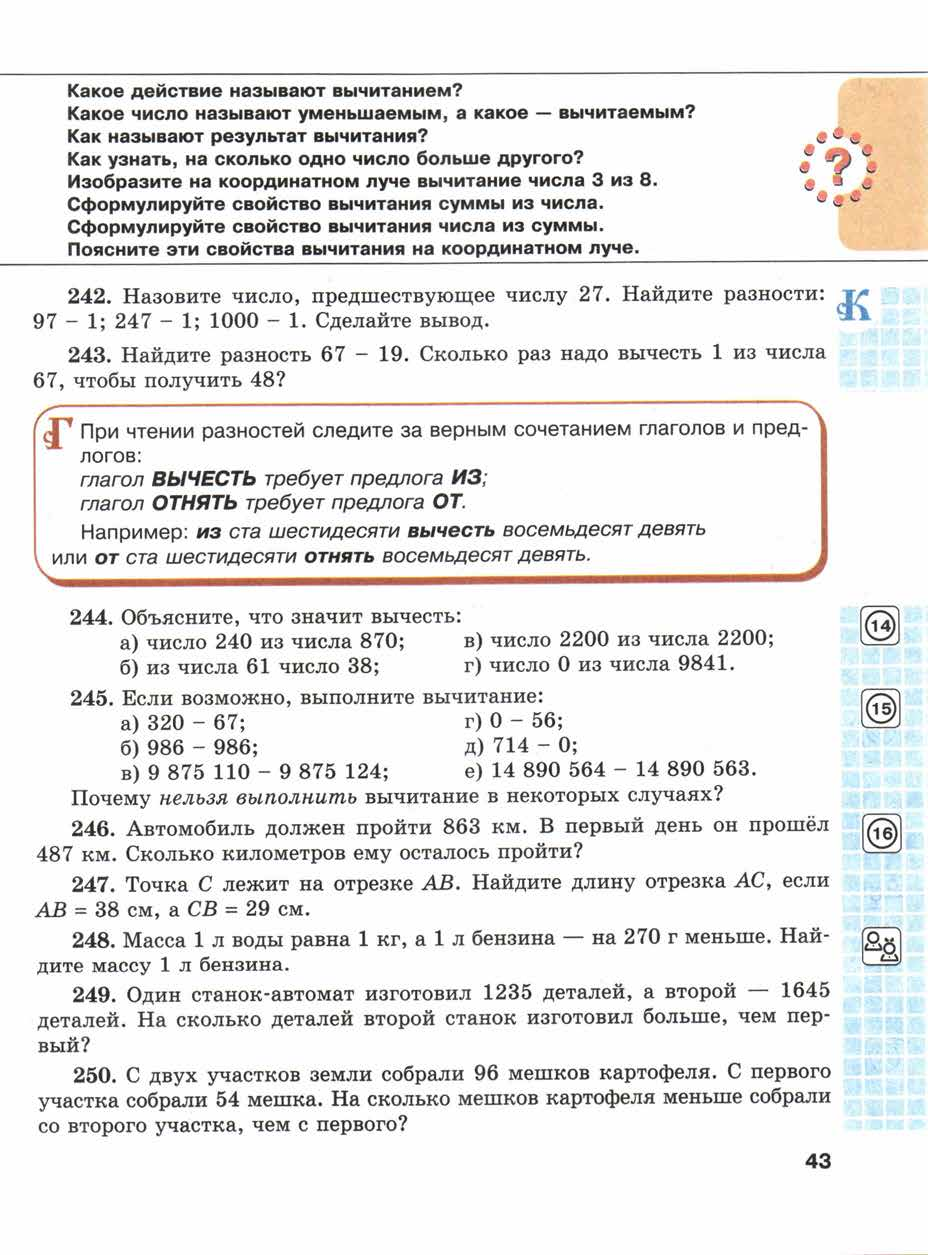 Какое действие называют вычитанием?
Какое число называют уменьшаемым, а какое — вычитаемым?
Как называют результат вычитания?
Как узнать, на сколько одно число больше другого?
Изобразите на координатном луче вычитание числа 3 из 8.
Сформулируйте свойство вычитания суммы из числа.
Сформулируйте свойство вычитания числа из суммы.
Поясните эти свойства вычитания на координатном луче.
?
242. Назовите число, предшествующее числу 27. Найдите разности:
97 – 1; 247 – 1; 1000 – 1. Сделайте вывод.
К
243. Найдите разность 67 – 19. Сколько раз надо вычесть 1 из числа
67, чтобы получить 48?
Г При чтении разностей следите за верным сочетанием глаголов и пред-
логов:
глагол ВЫЧЕСТЬ требует предлога ИЗ;
глагол ОТНЯТЬ требует предлога ОТ.
Например: из ста шестидесяти вычесть восемьдесят девять
или от ста шестидесяти отнять восемьдесят девять.
244. Объясните, что значит вычесть:
14
а) число 240 из числа 870; в) число 2200 из числа 2200;
б) из числа 61 число 38; г) число 0 из числа 9841.
245. Если возможно, выполните вычитание:
15
а) 320 – 67; г) 0 – 56;
б) 986 – 986; д) 714 – 0;
в) 9 875 110 – 9 875 124; е) 14 890 564 – 14 890 563.
Почему нельзя выполнить вычитание в некоторых случаях?
246. Автомобиль должен пройти 863 км. В первый день он прошёл
16
487 км. Сколько километров ему осталось пройти?
247. Точка C лежит на отрезке AB. Найдите длину отрезка AC, если
AB = 38 см, а CB = 29 см.
248. Масса 1 л воды равна 1 кг, а 1 л бензина — на 270 г меньше. Най-
дите массу 1 л бензина.
249. Один станок-автомат изготовил 1235 деталей, а второй — 1645
деталей. На сколько деталей второй станок изготовил больше, чем пер-
вый?
250. С двух участков земли собрали 96 мешков картофеля. С первого
участка собрали 54 мешка. На сколько мешков картофеля меньше собрали
со второго участка, чем с первого?
43